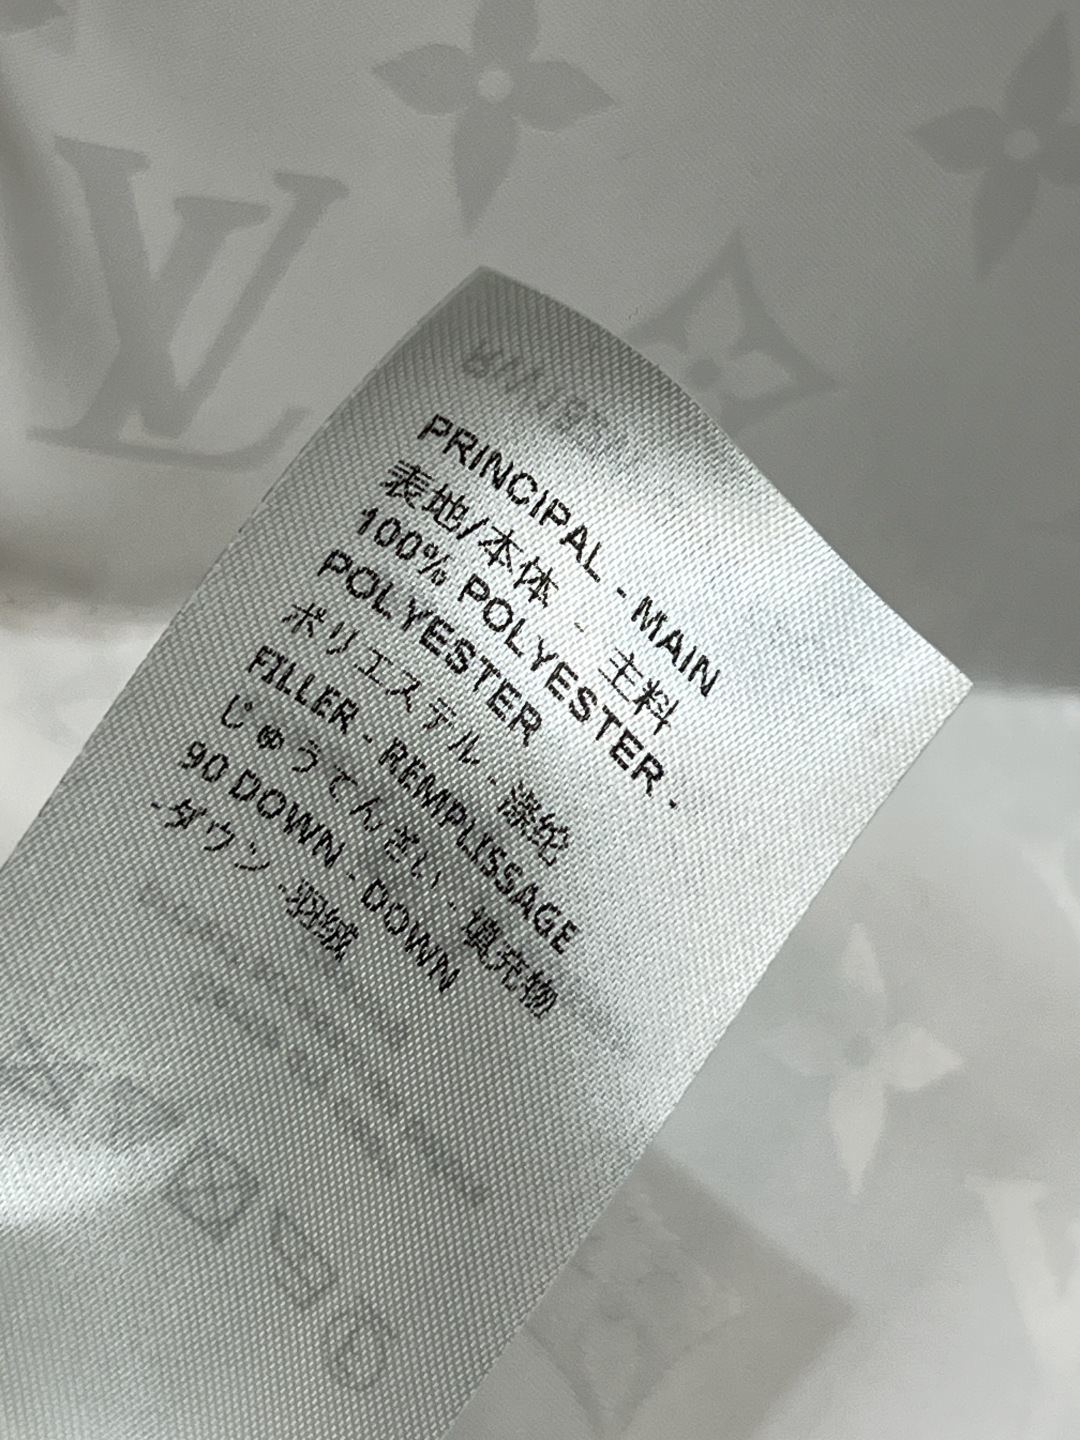 PRINCIPAL - MAIN
表地/本体 - 主料
100% POLYESTER -
POLYESTER
ポリエステル - 涤纶
FILLER - REMPLISSAGE
じゅうてんざい - 填充物
90 DOWN - DOWN
-ダウン -羽绒
LV